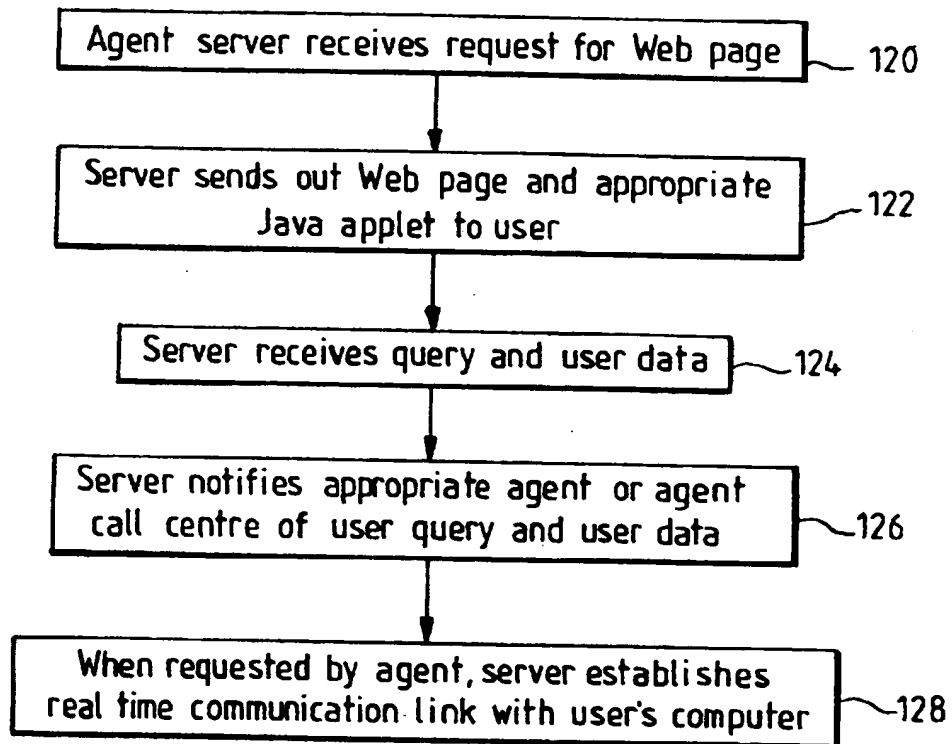 Agent server receives request for Web page
120
Server sends out Web page and appropriate
Java applet to user
122
Server receives query and user data
124
Server notifies appropriate agent or agent
call centre of user query and user data
126
When requested by agent, server establishes
real time communication link with user's computer
128